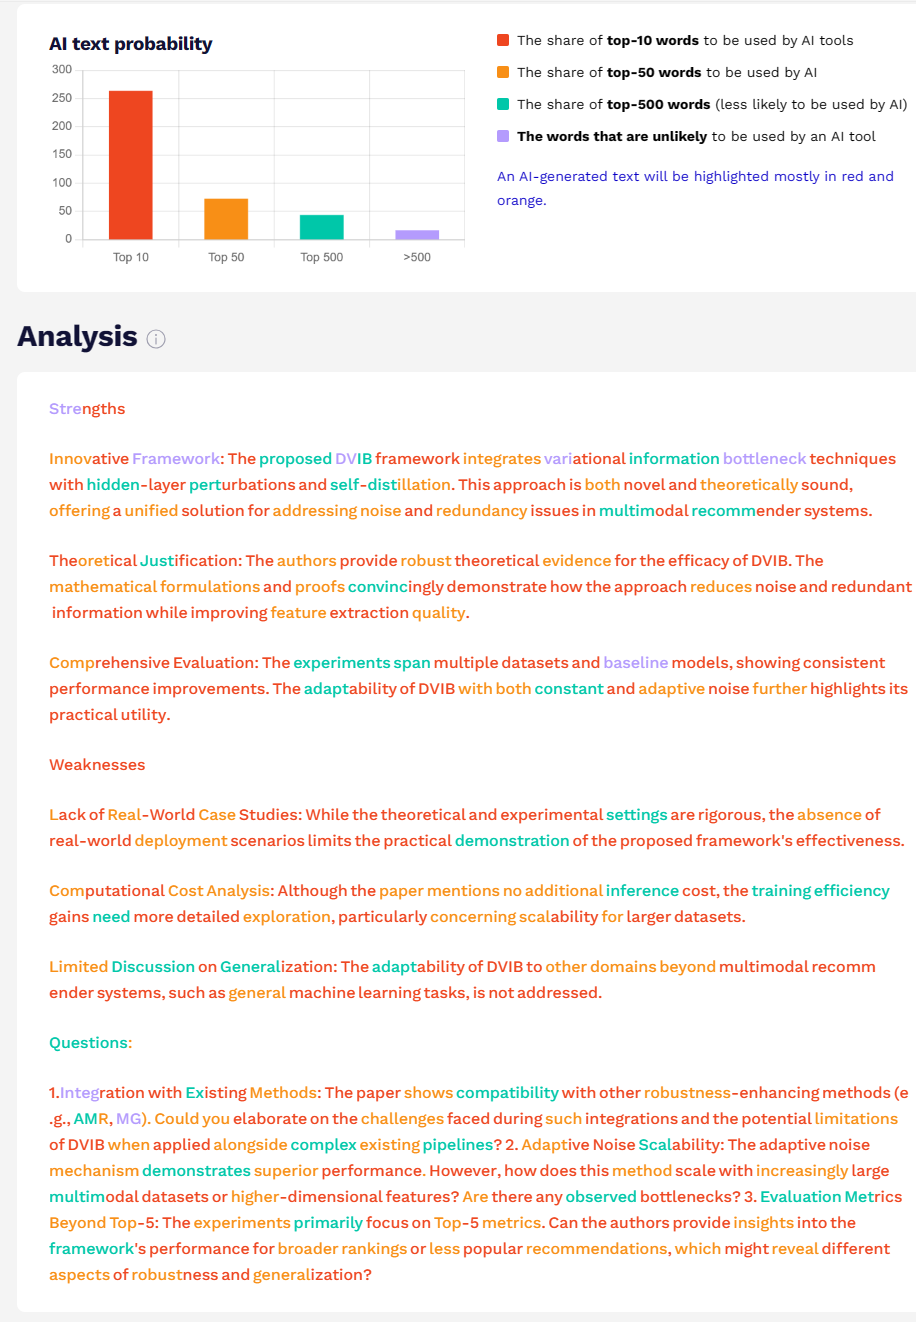 AI text probability
300
250
200
150
100
50
0
Top 10
Top 50
Top 500
>500
The share of top-10 words to be used by AI tools
The share of top-50 words to be used by AI
The share of top-500 words (less likely to be used by AI)
The words that are unlikely to be used by an AI tool
An AI-generated text will be highlighted mostly in red and
orange.
Analysis
Strengths
Innovative Framework: The proposed DVIB framework integrates variational information bottleneck techniques
with hidden-layer perturbations and self-distillation. This approach is both novel and theoretically sound,
offering a unified solution for addressing noise and redundancy issues in multimodal recommender systems.
Theoretical Justification: The authors provide robust theoretical evidence for the efficacy of DVIB. The
mathematical formulations and proofs convincingly demonstrate how the approach reduces noise and redundant
information while improving feature extraction quality.
Comprehensive Evaluation: The experiments span multiple datasets and baseline models, showing consistent
performance improvements. The adaptability of DVIB with both constant and adaptive noise further highlights its
practical utility.
Weaknesses
Lack of Real-World Case Studies: While the theoretical and experimental settings are rigorous, the absence of
real-world deployment scenarios limits the practical demonstration of the proposed framework's effectiveness.
Computational Cost Analysis: Although the paper mentions no additional inference cost, the training efficiency
gains need more detailed exploration, particularly concerning scalability for larger datasets.
Limited Discussion on Generalization: The adaptability of DVIB to other domains beyond multimodal recomm
ender systems, such as general machine learning tasks, is not addressed.
Questions:
1.Integration with Existing Methods: The paper shows compatibility with other robustness-enhancing methods (e
.g., AMR, MG). Could you elaborate on the challenges faced during such integrations and the potential limitations
of DVIB when applied alongside complex existing pipelines? 2. Adaptive Noise Scalability: The adaptive noise
mechanism demonstrates superior performance. However, how does this method scale with increasingly large
multimodal datasets or higher-dimensional features? Are there any observed bottlenecks? 3. Evaluation Metrics
Beyond Top-5: The experiments primarily focus on Top-5 metrics. Can the authors provide insights into the
framework's performance for broader rankings or less popular recommendations, which might reveal different
aspects of robustness and generalization?